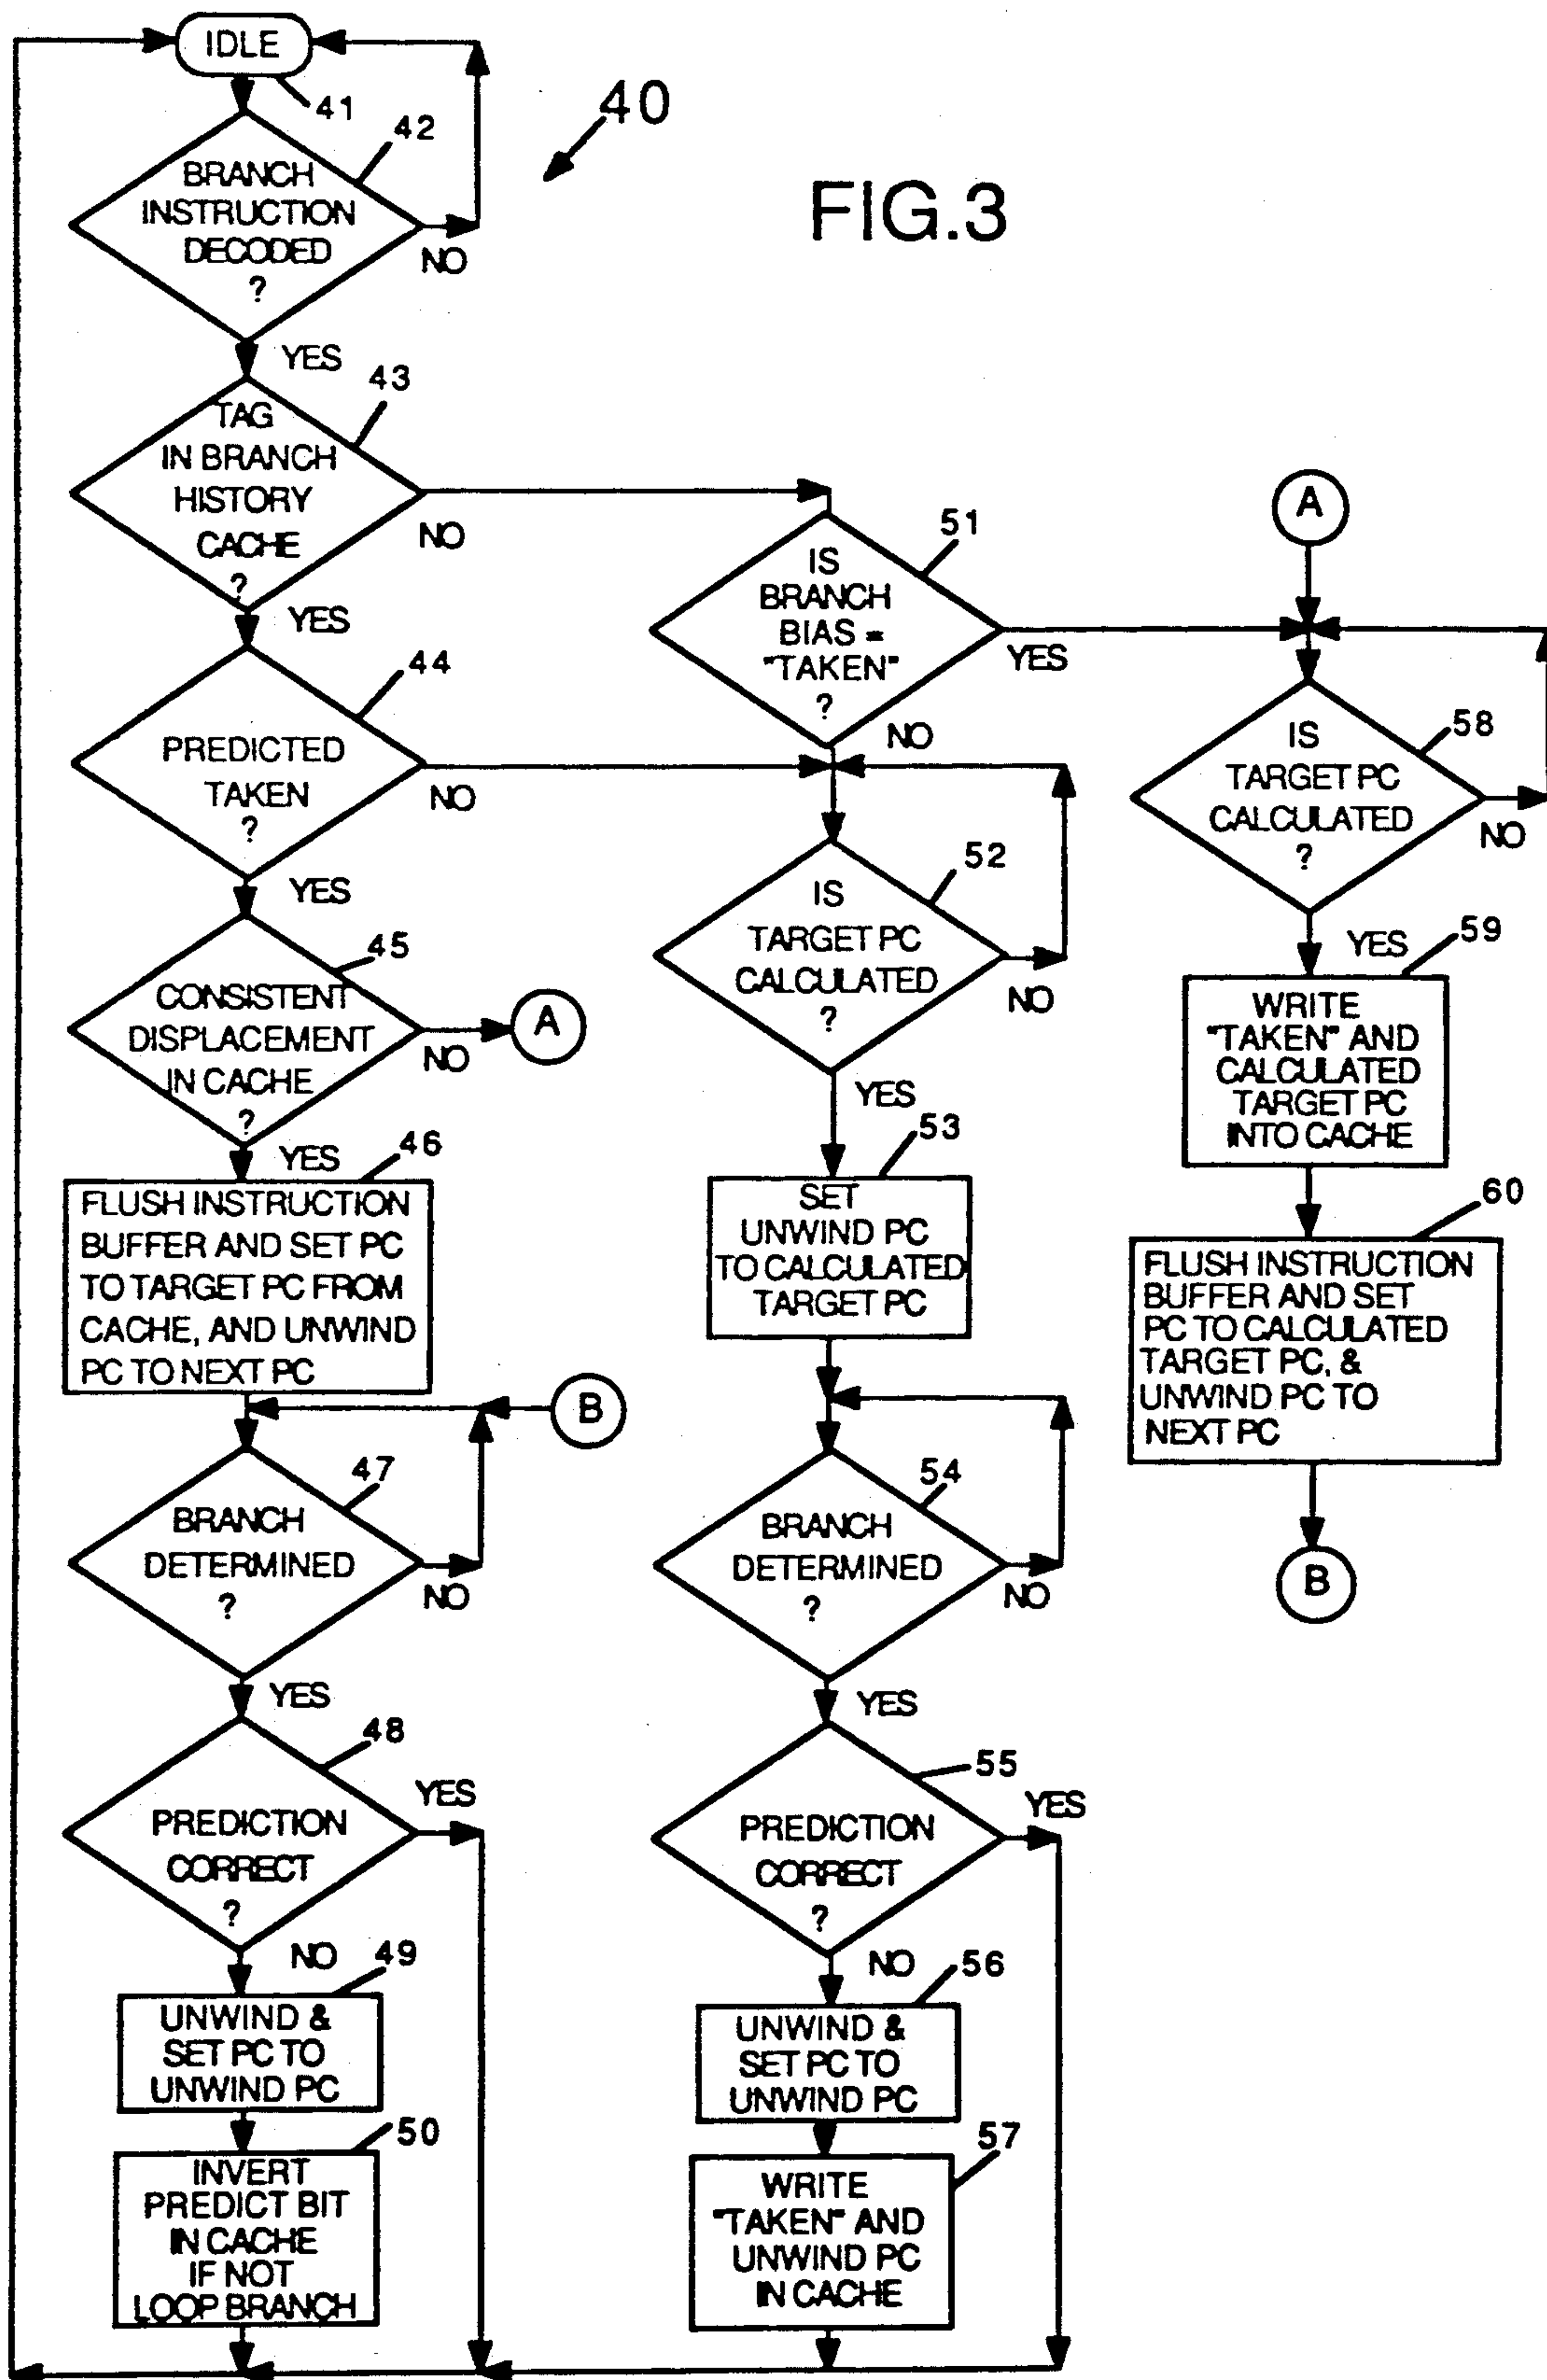 IDLE
41
40
FIG.3
42
BRANCH
INSTRUCTION
DECODED
?
NO
YES
43
TAG
IN BRANCH
HISTORY
CACHE
?
NO
YES
44
PREDICTED
TAKEN
?
NO
YES
45
CONSISTENT
DISPLACEMENT
IN CACHE
?
NO
A
YES
46
FLUSH INSTRUCTION
BUFFER AND SET PC
TO TARGET PC FROM
CACHE, AND UNWIND
PC TO NEXT PC
B
47
BRANCH
DETERMINED
?
NO
YES
48
PREDICTION
CORRECT
?
YES
NO
49
UNWIND &
SET PC TO
UNWIND PC
50
INVERT
PREDICT BIT
IN CACHE
IF NOT
LOOP BRANCH
51
IS
BRANCH
BIAS =
"TAKEN"
?
YES
NO
52
IS
TARGET PC
CALCULATED
?
NO
YES
53
SET
UNWIND PC
TO CALCULATED
TARGET PC
54
BRANCH
DETERMINED
?
NO
YES
55
PREDICTION
CORRECT
?
YES
NO
56
UNWIND &
SET PC TO
UNWIND PC
57
WRITE
"TAKEN" AND
UNWIND PC
IN CACHE
A
58
IS
TARGET PC
CALCULATED
?
NO
YES
59
WRITE
"TAKEN" AND
CALCULATED
TARGET PC
INTO CACHE
60
FLUSH INSTRUCTION
BUFFER AND SET
PC TO CALCULATED
TARGET PC, &
UNWIND PC TO
NEXT PC
B